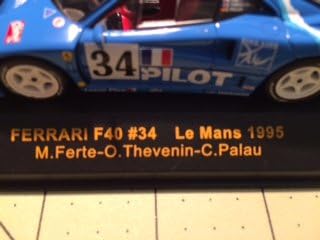 34
PILOT
FERRARI F40 #34 Le Mans 1995
M.Ferte-O.Thevenin-C.Palau